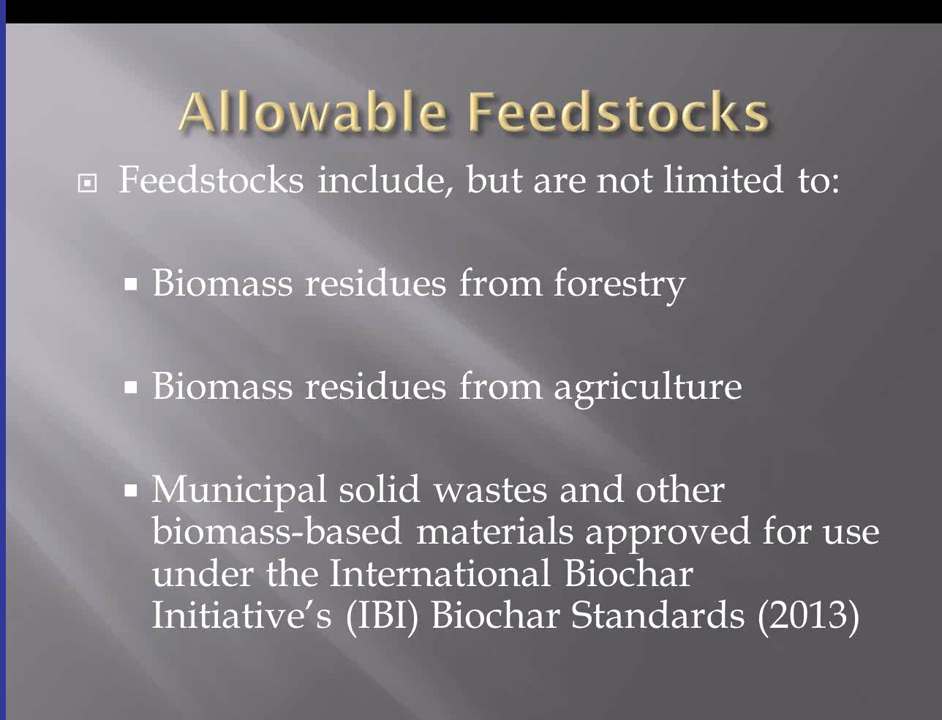 Allowable Feedstocks
Feedstocks include, but are not limited to:
Biomass residues from forestry
Biomass residues from agriculture
Municipal solid wastes and other
biomass-based materials approved for use
under the International Biochar
Initiative's (IBI) Biochar Standards (2013)